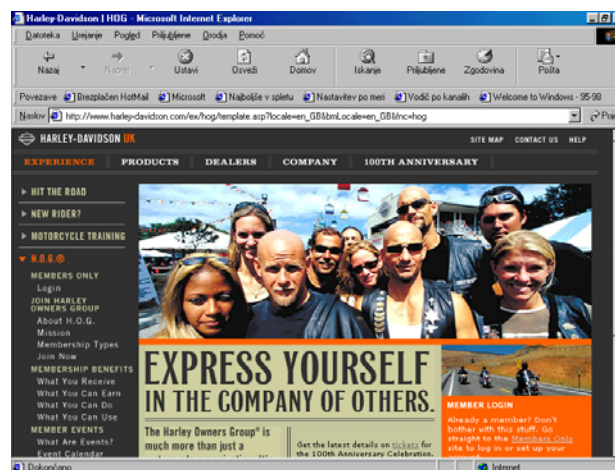 Harley-Davidson | HOG - Microsoft Internet Explorer
Datoteka Urejanje Pogled Priljubljene Orodja Pomoč
Nazaj Naprej Ustavi Osveži Domov Iskanje Priljubljene Zgodovina Pošta
Povezave Brezplačen HotMail Microsoft Najboljše v spletu Nastavitev po meri Vodič po kanalih Welcome to Windows - 95-98
Naslov http://www.harley-davidson.com/ex/hog/template.asp?locale=en_GB&bmLocale=en_GB&fnc=hog
HARLEY-DAVIDSON UK
SITE MAP CONTACT US HELP
EXPERIENCE PRODUCTS DEALERS COMPANY 100TH ANNIVERSARY
HIT THE ROAD
NEW RIDER?
MOTORCYCLE TRAINING
H.O.G.®
MEMBERS ONLY
Login
JOIN HARLEY
OWNERS GROUP
About H.O.G.
Mission
Membership Types
Join Now
MEMBERSHIP BENEFITS
What You Receive
What You Can Earn
What You Can Do
What You Can Use
MEMBER EVENTS
What Are Events?
Event Calendar
EXPRESS YOURSELF
IN THE COMPANY OF OTHERS.
The Harley Owners Group® is
much more than just a
Get the latest details on tickets for
the 100th Anniversary Celebration.
MEMBER LOGIN
Already a member? Don't
bother with this stuff. Go
straight to the Members Only
site to log in or set up your
Dokončano
Internet